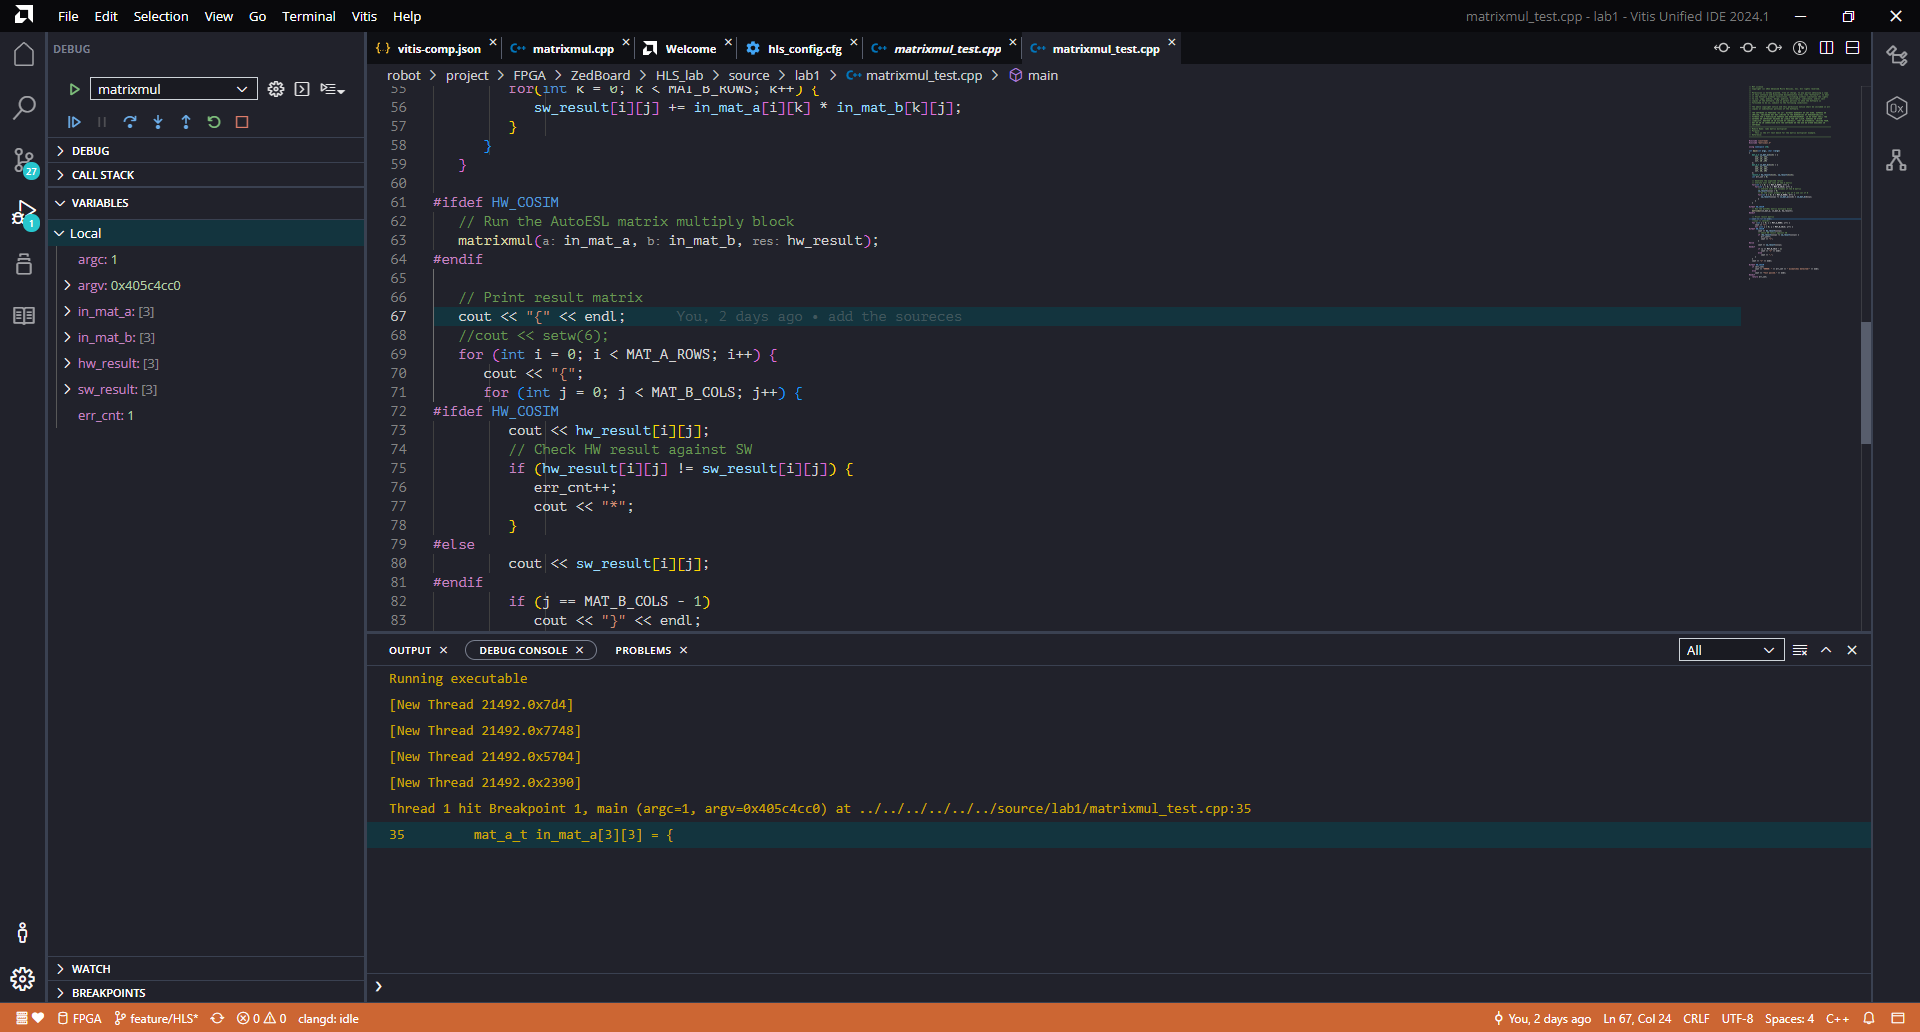 File Edit Selection View Go Terminal Vitis Help
matrixmul_test.cpp - lab1 - Vitis Unified IDE 2024.1
DEBUG
matrixmul
DEBUG
CALL STACK
VARIABLES
Local
argc: 1
argv: 0x405c4cc0
in_mat_a: [3]
in_mat_b: [3]
hw_result: [3]
sw_result: [3]
err_cnt: 1
WATCH
BREAKPOINTS
27
1
vitis-comp.json
matrixmul.cpp
Welcome
hls_config.cfg
matrixmul_test.cpp
matrixmul_test.cpp
robot > project > FPGA > ZedBoard > HLS_lab > source > lab1 > matrixmul_test.cpp > main
55 for(int k = 0; k < MAT_B_ROWS; k++) {
56 sw_result[i][j] += in_mat_a[i][k] * in_mat_b[k][j];
57 }
58 }
59 }
60
61 #ifdef HW_COSIM
62 // Run the AutoESL matrix multiply block
63 matrixmul(a: in_mat_a, b: in_mat_b, res: hw_result);
64 #endif
65
66 // Print result matrix
67 cout << "{" << endl; You, 2 days ago • add the soureces
68 //cout << setw(6);
69 for (int i = 0; i < MAT_A_ROWS; i++) {
70 cout << "{";
71 for (int j = 0; j < MAT_B_COLS; j++) {
72 #ifdef HW_COSIM
73 cout << hw_result[i][j];
74 // Check HW result against SW
75 if (hw_result[i][j] != sw_result[i][j]) {
76 err_cnt++;
77 cout << "*";
78 }
79 #else
80 cout << sw_result[i][j];
81 #endif
82 if (j == MAT_B_COLS - 1)
83 cout << "}" << endl;
OUTPUT
DEBUG CONSOLE
PROBLEMS
All
Running executable
[New Thread 21492.0x7d4]
[New Thread 21492.0x7748]
[New Thread 21492.0x5704]
[New Thread 21492.0x2390]
Thread 1 hit Breakpoint 1, main (argc=1, argv=0x405c4cc0) at ../../../../../../source/lab1/matrixmul_test.cpp:35
35 mat_a_t in_mat_a[3][3] = {
0x
FPGA feature/HLS* 0 0 clangd: idle
You, 2 days ago Ln 67, Col 24 CRLF UTF-8 Spaces: 4 C++